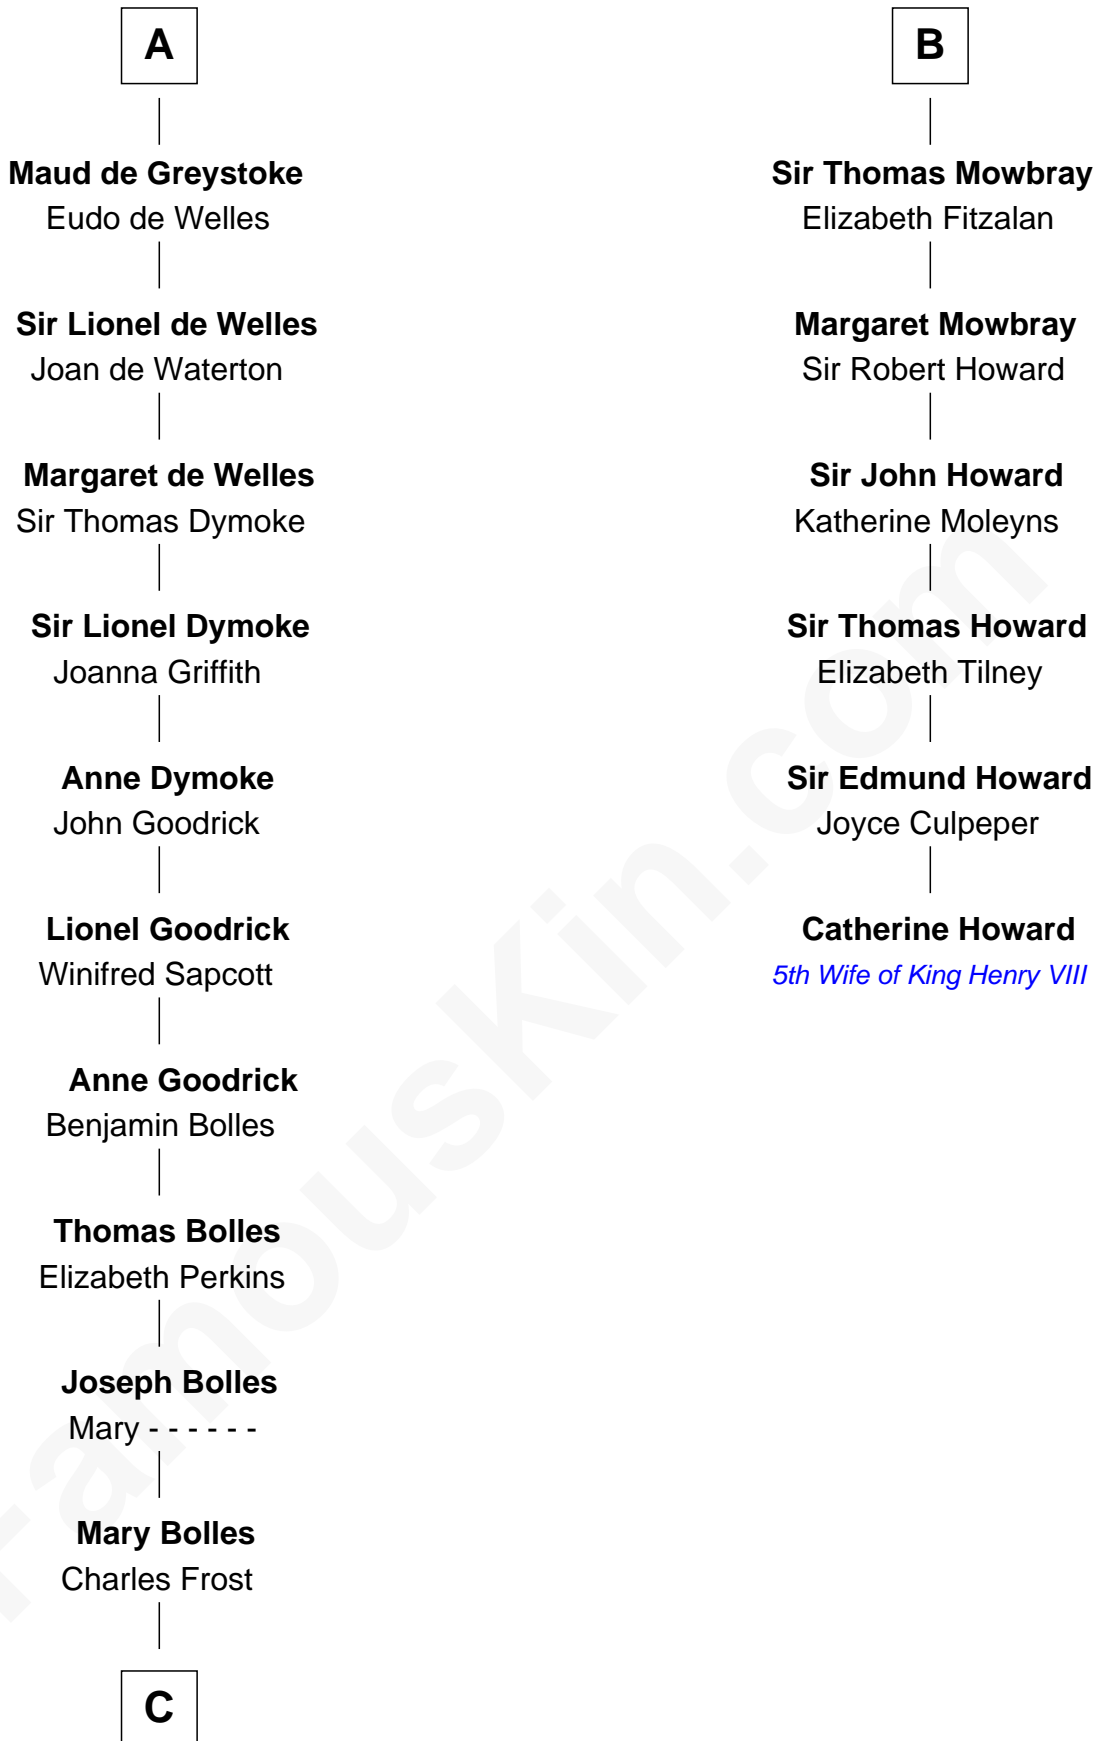 A
Maud de Greystoke
Eudo de Welles
Sir Lionel de Welles
Joan de Waterton
Margaret de Welles
Sir Thomas Dymoke
Sir Lionel Dymoke
Joanna Griffith
Anne Dymoke
John Goodrick
Lionel Goodrick
Winifred Sapcott
Anne Goodrick
Benjamin Bolles
Thomas Bolles
Elizabeth Perkins
Joseph Bolles
Mary - - - - - -
Mary Bolles
Charles Frost
C
B
Sir Thomas Mowbray
Elizabeth Fitzalan
Margaret Mowbray
Sir Robert Howard
Sir John Howard
Katherine Moleyns
Sir Thomas Howard
Elizabeth Tilney
Sir Edmund Howard
Joyce Culpeper
Catherine Howard
5th Wife of King Henry VIII
FamousKin.com